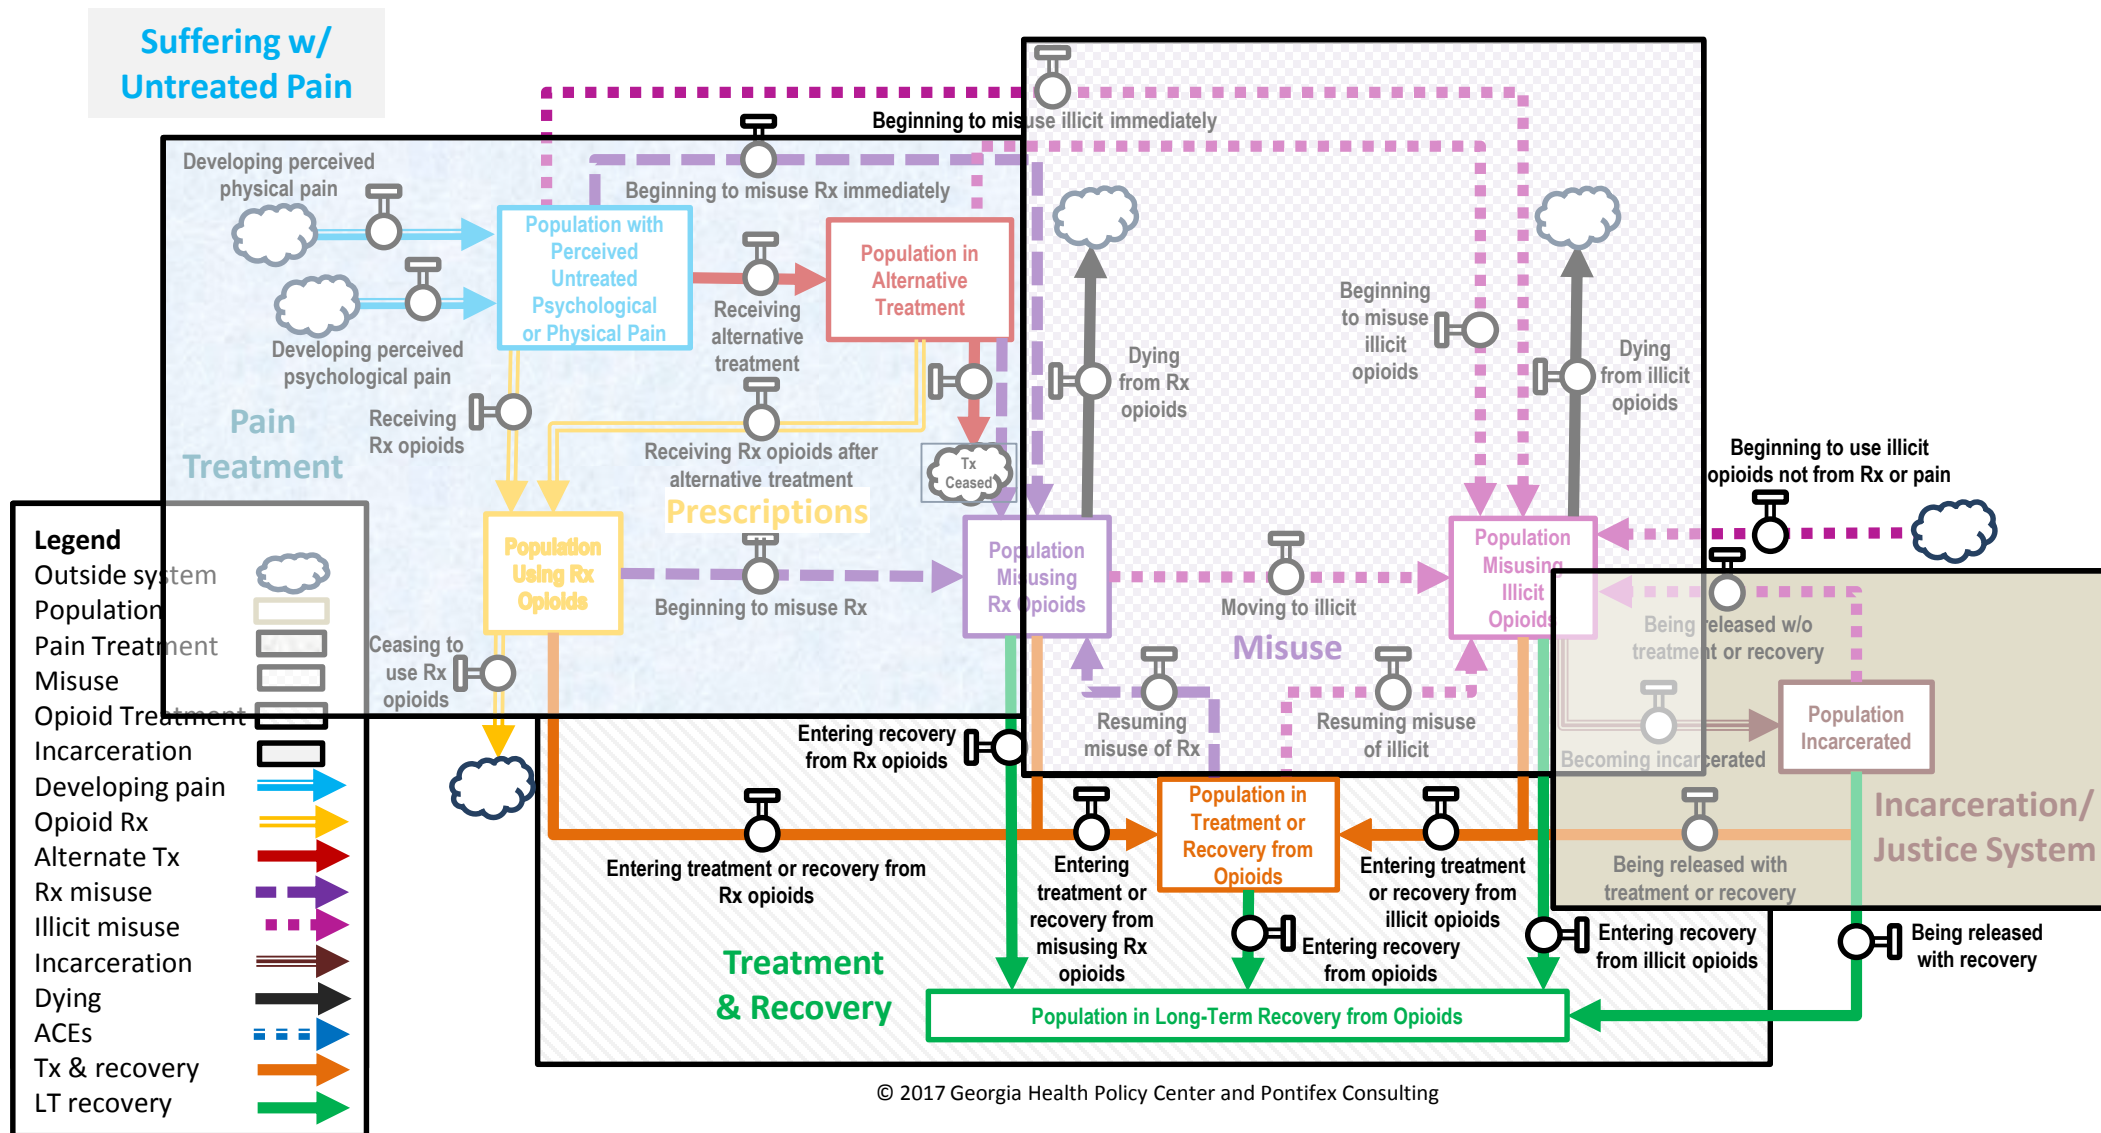 Suffering w/
Untreated Pain
Beginning to misuse illicit immediately
Developing perceived
physical pain
Beginning to misuse Rx immediately
Population with
Perceived
Untreated
Psychological
or Physical Pain
Population in
Alternative
Treatment
Receiving
alternative
treatment
Developing perceived
psychological pain
Pain
Treatment
Receiving
Rx opioids
Receiving Rx opioids after
alternative treatment
Tx
Ceased
Prescriptions
Dying
from Rx
opioids
Beginning
to misuse
illicit
opioids
Dying
from illicit
opioids
Beginning to use illicit
opioids not from Rx or pain
Population
Using Rx
Opioids
Beginning to misuse Rx
Population
Misusing
Rx Opioids
Moving to illicit
Misuse
Population
Misusing
Illicit
Opioids
Being released w/o
treatment or recovery
Ceasing to
use Rx
opioids
Resuming
misuse of Rx
Resuming misuse
of illicit
Becoming incarcerated
Population
Incarcerated
Incarceration/
Justice System
Entering recovery
from Rx opioids
Entering treatment or recovery from
Rx opioids
Entering
treatment or
recovery from
misusing Rx
opioids
Population in
Treatment or
Recovery from
Opioids
Entering treatment
or recovery from
illicit opioids
Being released with
treatment or recovery
Treatment
& Recovery
Entering recovery
from opioids
Entering recovery
from illicit opioids
Being released
with recovery
Population in Long-Term Recovery from Opioids
Legend
Outside system
Population
Pain Treatment
Misuse
Opioid Treatment
Incarceration
Developing pain
Opioid Rx
Alternate Tx
Rx misuse
Illicit misuse
Incarceration
Dying
ACEs
Tx & recovery
LT recovery
© 2017 Georgia Health Policy Center and Pontifex Consulting